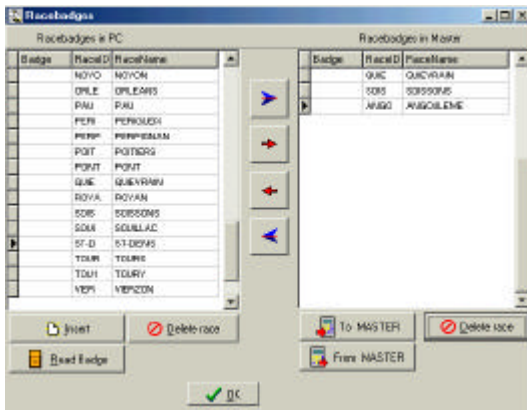 Racebadges
Racebadges in PC
Racebadges in Master
Badge RaceID RaceName
NOYO NOYON
ORLE ORLEANS
PAU PAU
PERI PERIGUEUX
PERP PERPIGNAN
POIT POITIERS
PONT PONT
QUIE QUIEVRAIN
ROYA ROYAN
SOIS SOISSONS
SOUI SOUILLAC
ST-D ST-DENIS
TOUR TOURS
TOUY TOURY
VIER VIERZON
Badge RaceID RaceName
QUIE QUIEVRAIN
SOIS SOISSONS
ANGO ANGOULEME
Insert
Delete race
Read Badge
To MASTER
Delete race
From MASTER
OK